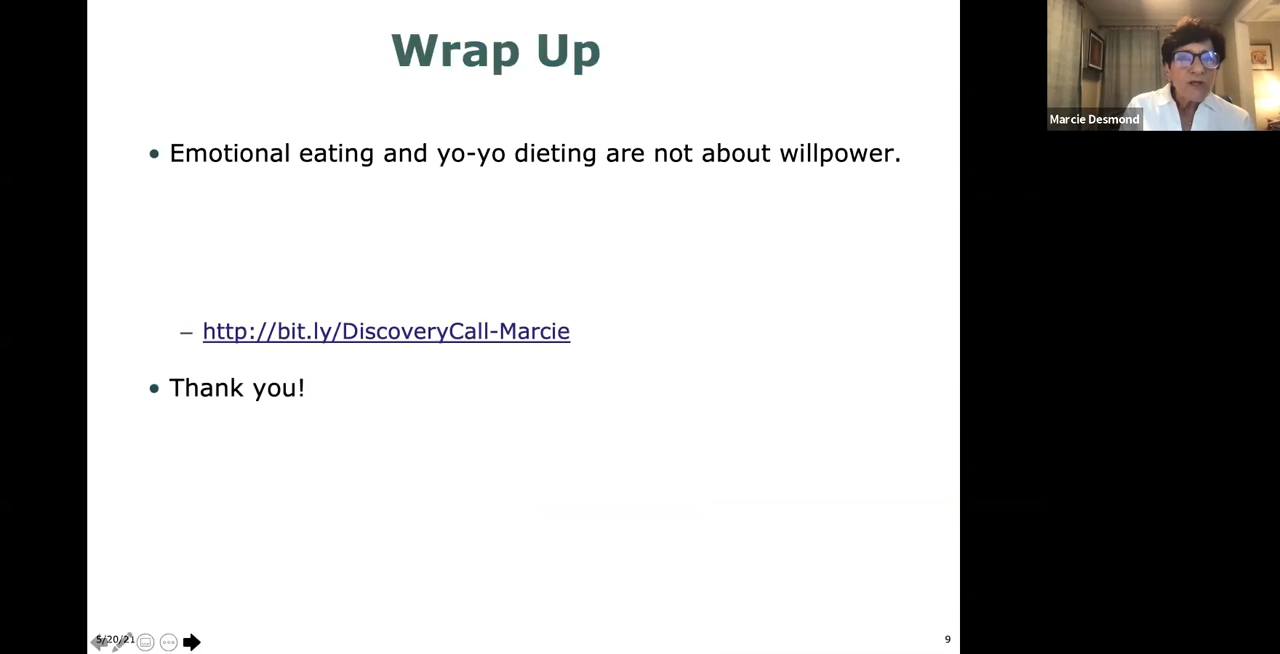 Wrap Up
Marcie Desmond
• Emotional eating and yo-yo dieting are not about willpower.
– http://bit.ly/DiscoveryCall-Marcie
• Thank you!
5/20/21
9